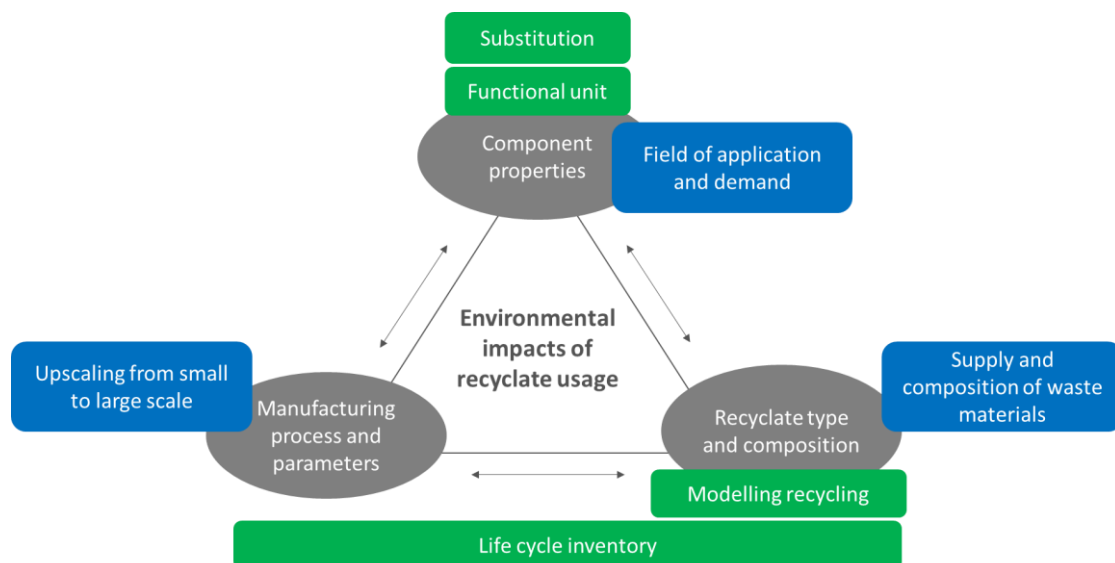 Substitution
Functional unit
Component
properties
Field of application
and demand
Environmental
impacts of
recyclate usage
Upscaling from small
to large scale
Manufacturing
process and
parameters
Supply and
composition of waste
materials
Recyclate type
and composition
Modelling recycling
Life cycle inventory